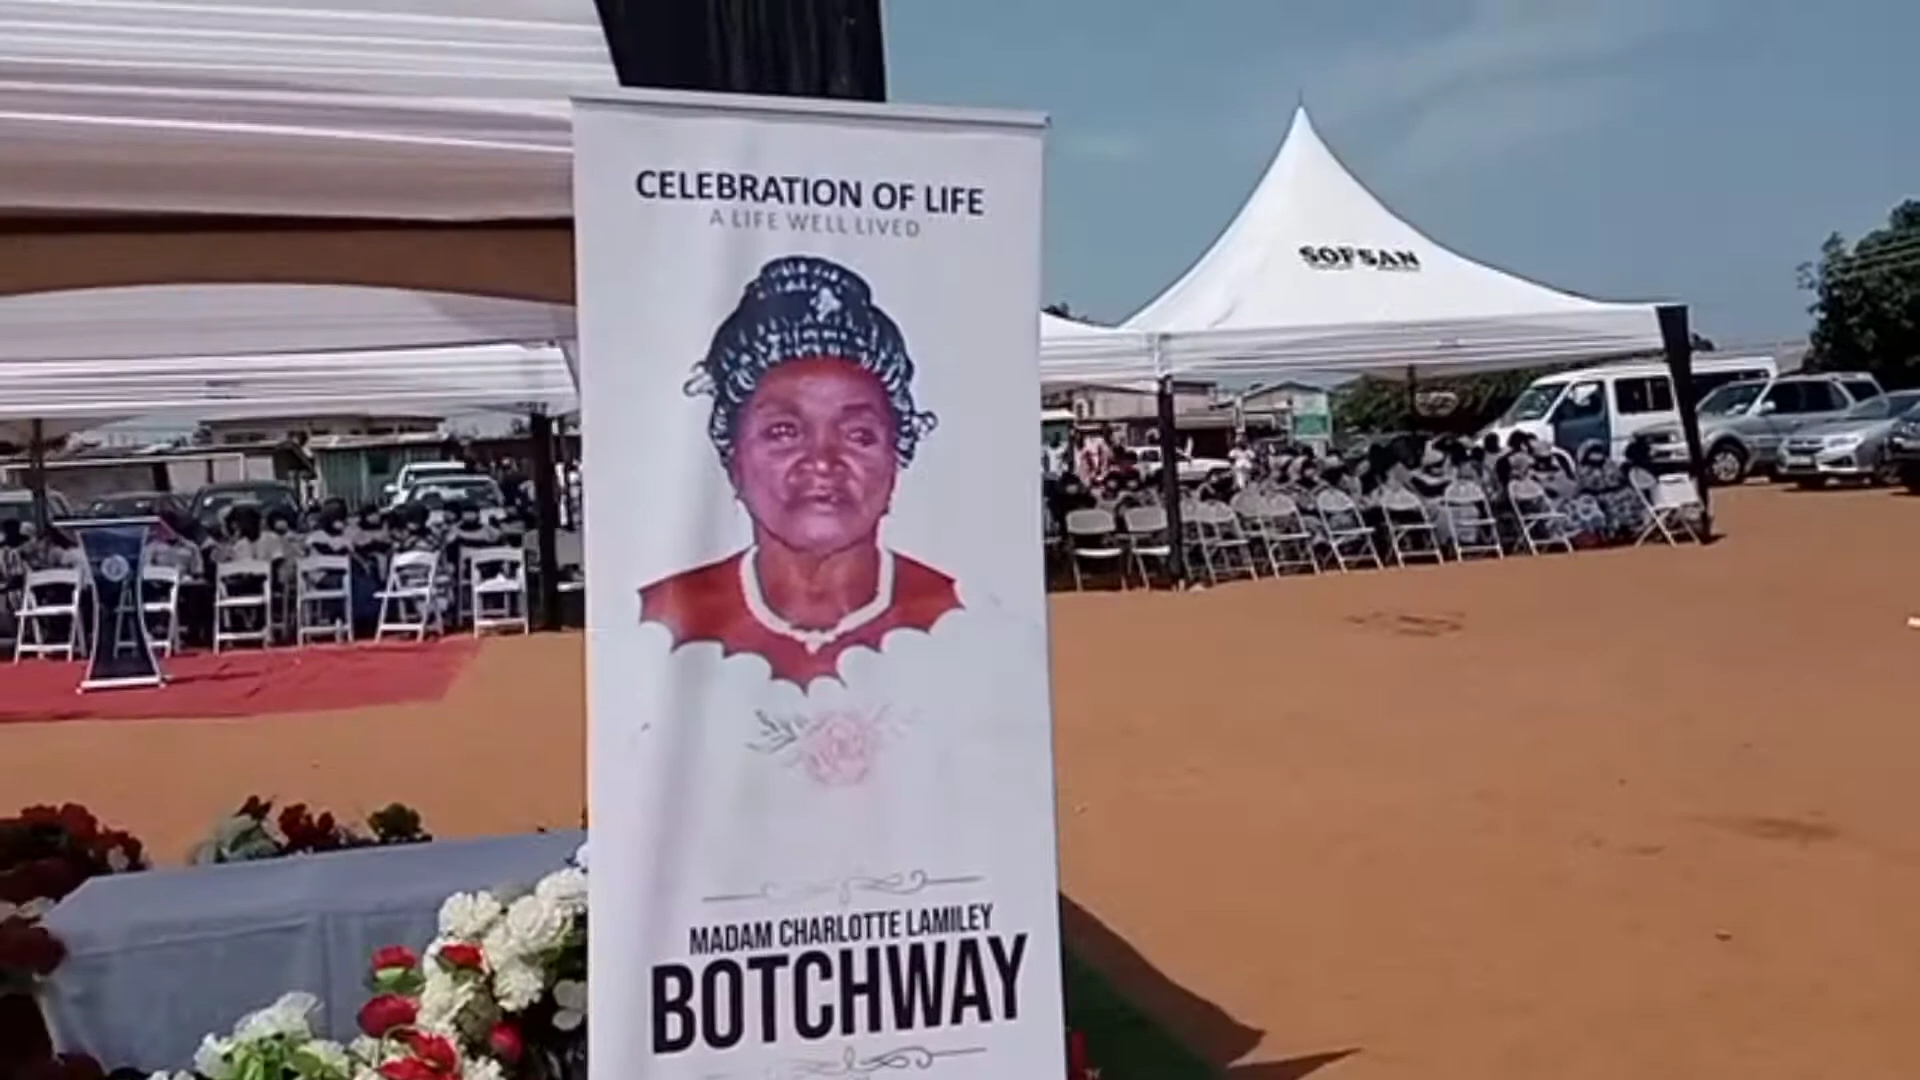 CELEBRATION OF LIFE
A LIFE WELL LIVED
SOFSAN
MADAM CHARLOTTE LAMILEY
BOTCHWAY